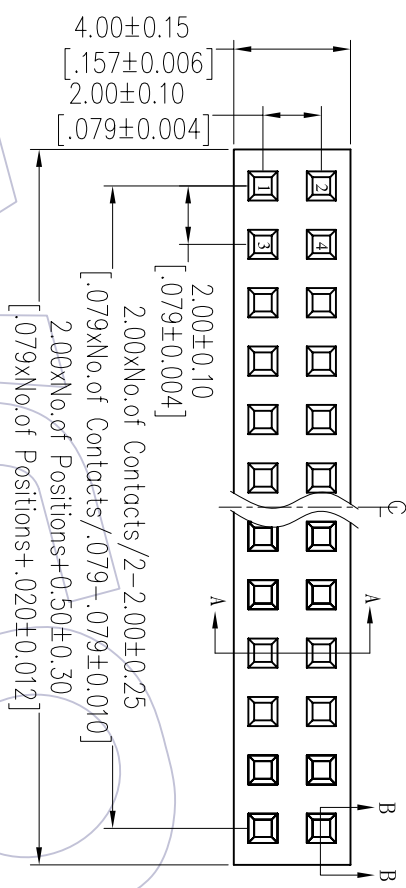 4.00±0.15
[.157±0.006]
2.00±0.10
[.079±0.004]
1
2
3
4
2.00±0.10
[.079±0.004]
2.00xNo.of Contacts/2-2.00±0.25
[.079xNo.of Contacts/.079-.079±0.010]
2.00xNo.of Positions+0.50±0.30
[.079xNo.of Positions+.020±0.012]
CL
A
A
B
B